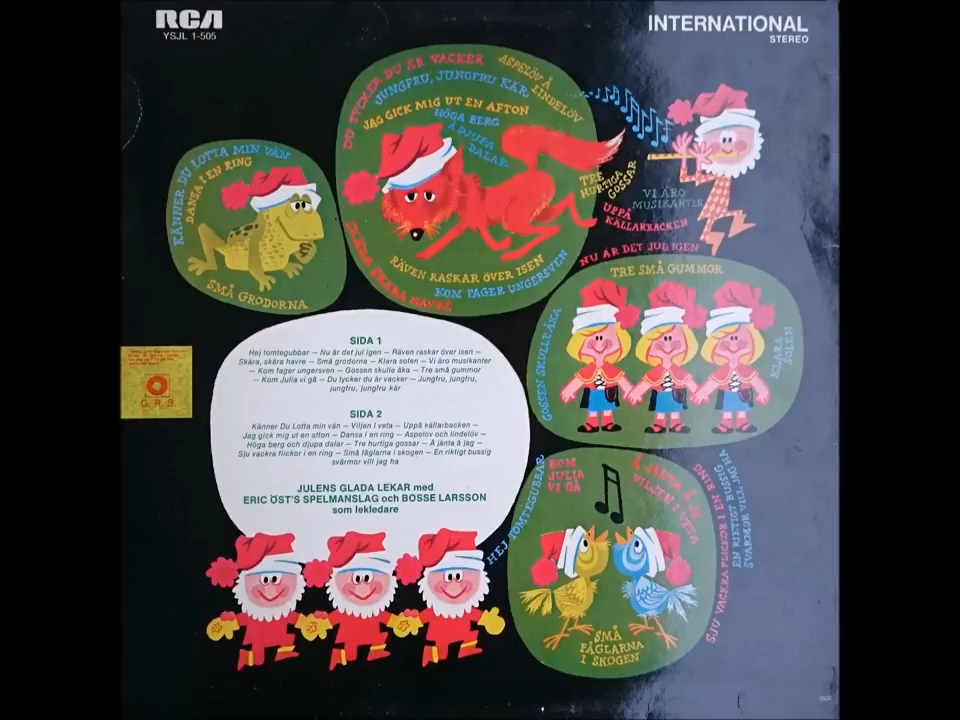 RCA
YSJL 1-505
INTERNATIONAL
STEREO
DU TYCKER DU ÄR VACKER
ASPELÖV Å LINDELÖV
JUNGFRU, JUNGFRU KÄR
JAG GICK MIG UT EN AFTON
HÖGA BERG
Å DJUPA
DALAR
KÄNNER DU LOTTA MIN VÄN
DANSA I EN RING
SMÅ GRODORNA
TRE
HURTIGA
GOSSAR
VI ÄRO
MUSIKANTER
UPPÅ
KÄLLARBACKEN
NU ÄR DET JUL IGEN
SKÄRA SKÄRA HAVRE
RÄVEN RASKAR ÖVER ISEN
KOM FAGER UNGERSVEN
TRE SMÅ GUMMOR
GOSSEN SKULLE ÅKA
KLARA
SOLEN
SIDA 1
Hej tomtegubbar – Nu är det jul igen – Räven raskar över isen –
Skära, skära havre – Små grodorna – Klara solen – Vi äro musikanter
– Kom fager ungersven – Gossen skulle åka – Tre små gummor
– Kom Julia vi gå – Du tycker du är vacker – Jungfru, jungfru,
jungfru, jungfru kär
SIDA 2
Känner Du Lotta min vän – Viljen I veta – Uppå källarbacken –
Jag gick mig ut en afton – Dansa i en ring – Aspelöv och lindelöv –
Höga berg och djupa dalar – Tre hurtiga gossar – Å jänta å jag –
Sju vackra flickor i en ring – Små fåglarna i skogen – En riktigt bussig
svärmor vill jag ha
JULENS GLADA LEKAR med
ERIC ÖST'S SPELMANSLAG och BOSSE LARSSON
som lekledare
C.R.S.
HEJ TOMTEGUBBAR
KOM
JULIA
VI GÅ
Å JÄNTA Å JA
VILJEN I VETA
SJU VACKRA FLICKOR I EN RING
EN RIKTIGT BUSSIG
SVÄRMOR VILL JAG HA
SMÅ
FÅGLARNA
I SKOGEN